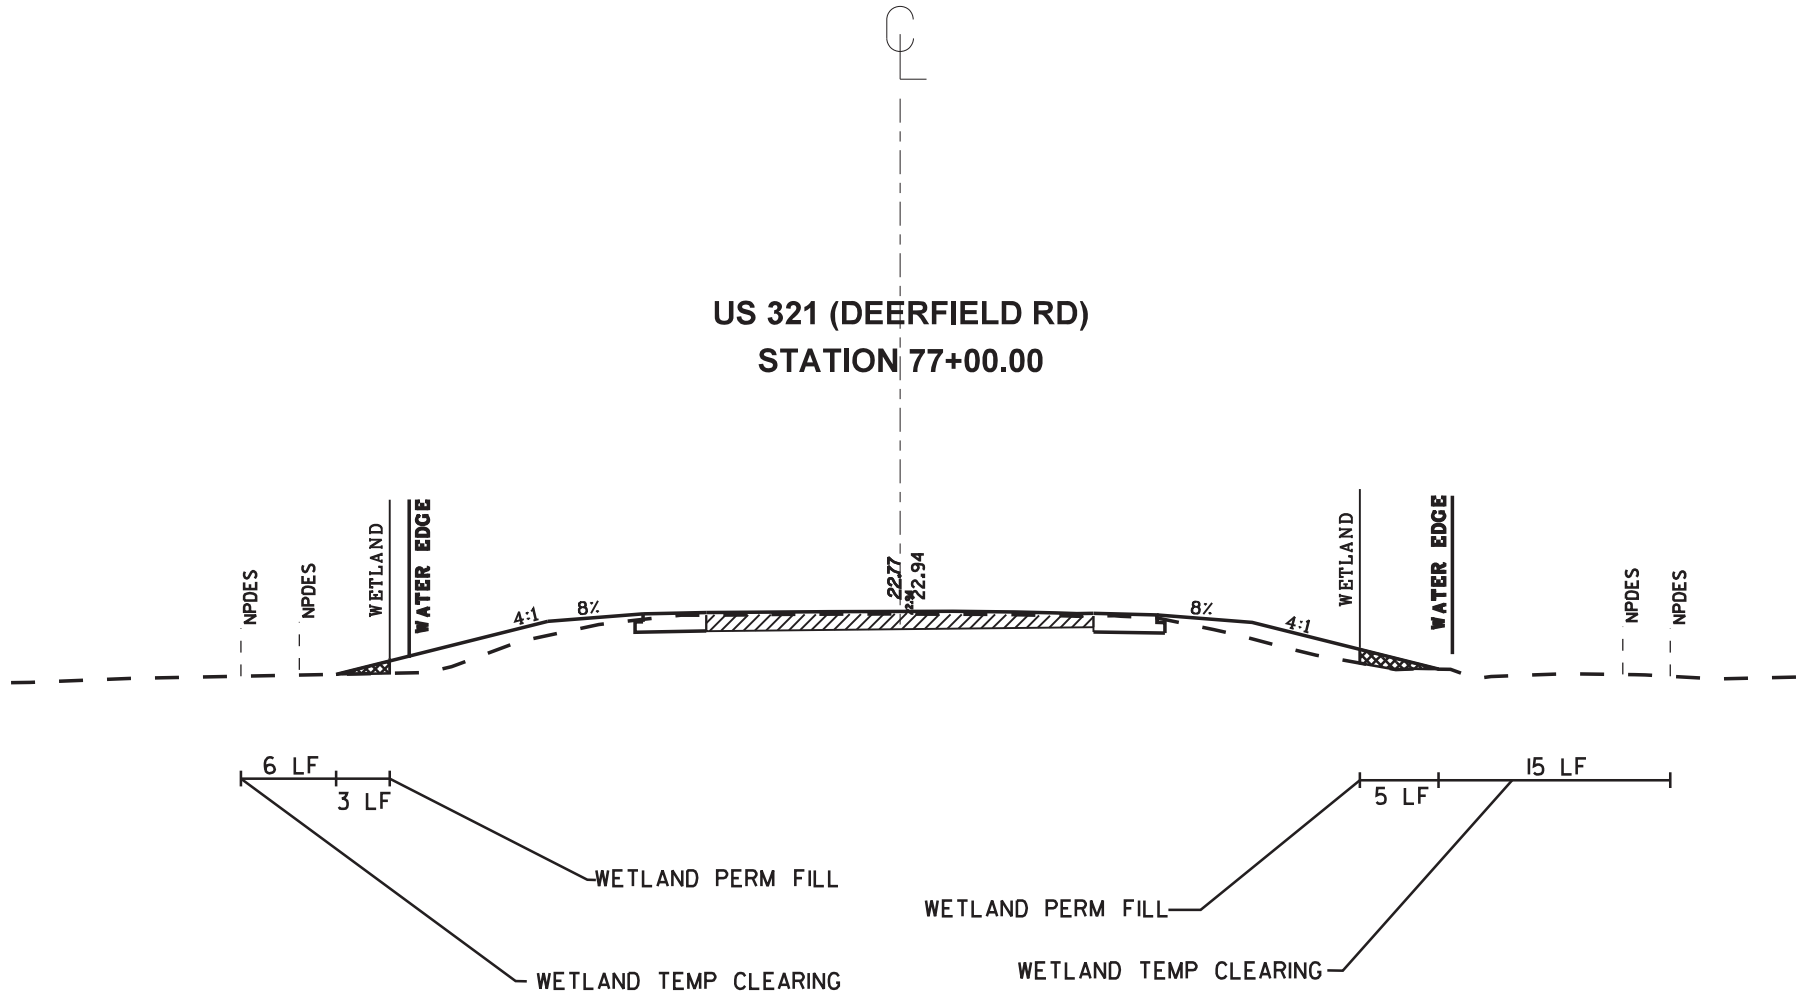 CL
US 321 (DEERFIELD RD)
STATION 77+00.00
NPDES
NPDES
WETLAND
WATER EDGE
4:1
8%
22.77
22.94
8%
4:1
WETLAND
WATER EDGE
NPDES
NPDES
6 LF
3 LF
15 LF
5 LF
WETLAND PERM FILL
WETLAND PERM FILL
WETLAND TEMP CLEARING
WETLAND TEMP CLEARING